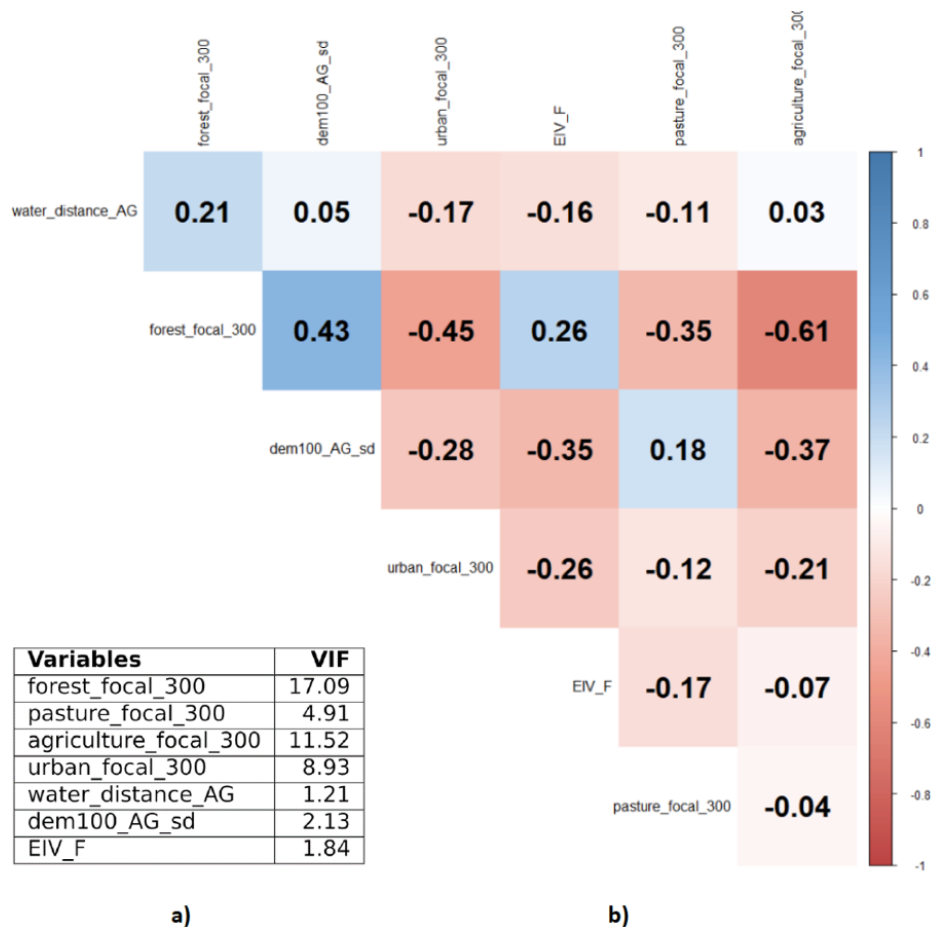 forest_focal_300
dem100_AG_sd
urban_focal_300
EIV_F
pasture_focal_300
agriculture_focal_300
water_distance_AG 0.21 0.05 -0.17 -0.16 -0.11 0.03
forest_focal_300 0.43 -0.45 0.26 -0.35 -0.61
dem100_AG_sd -0.28 -0.35 0.18 -0.37
urban_focal_300 -0.26 -0.12 -0.21
EIV_F -0.17 -0.07
pasture_focal_300 -0.04
1
0.8
0.6
0.4
0.2
0
-0.2
-0.4
-0.6
-0.8
-1
Variables VIF
forest_focal_300 17.09
pasture_focal_300 4.91
agriculture_focal_300 11.52
urban_focal_300 8.93
water_distance_AG 1.21
dem100_AG_sd 2.13
EIV_F 1.84
a) b)